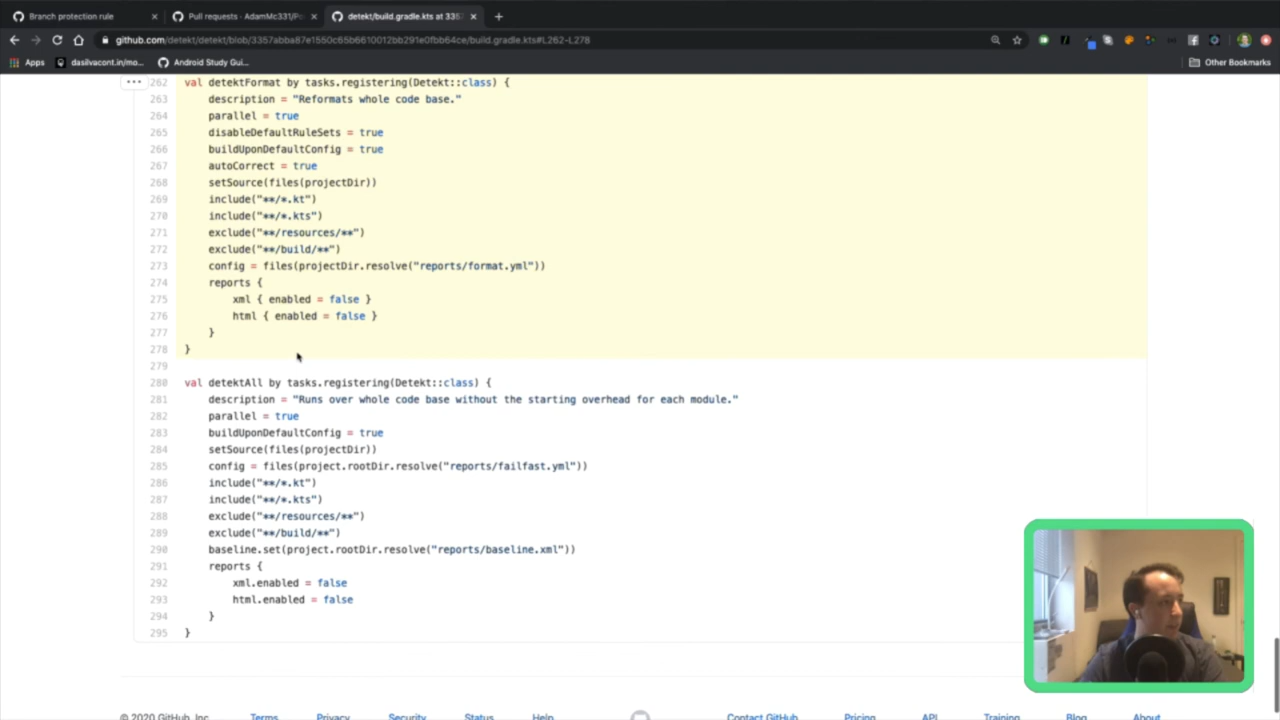 Branch protection rule
Pull requests · AdamMc331/Po
detekt/build.gradle.kts at 335
github.com/detekt/detekt/blob/3357abba87e1550c65b6610012bb291e0fbb64ce/build.gradle.kts#L262-L278
Apps
dasilvacont.in/mo...
Android Study Gui...
Other Bookmarks
262 val detektFormat by tasks.registering(Detekt::class) {
263 description = "Reformats whole code base."
264 parallel = true
265 disableDefaultRuleSets = true
266 buildUponDefaultConfig = true
267 autoCorrect = true
268 setSource(files(projectDir))
269 include("**/*.kt")
270 include("**/*.kts")
271 exclude("**/resources/**")
272 exclude("**/build/**")
273 config = files(projectDir.resolve("reports/format.yml"))
274 reports {
275 xml { enabled = false }
276 html { enabled = false }
277 }
278 }
279
280 val detektAll by tasks.registering(Detekt::class) {
281 description = "Runs over whole code base without the starting overhead for each module."
282 parallel = true
283 buildUponDefaultConfig = true
284 setSource(files(projectDir))
285 config = files(project.rootDir.resolve("reports/failfast.yml"))
286 include("**/*.kt")
287 include("**/*.kts")
288 exclude("**/resources/**")
289 exclude("**/build/**")
290 baseline.set(project.rootDir.resolve("reports/baseline.xml"))
291 reports {
292 xml.enabled = false
293 html.enabled = false
294 }
295 }
© 2020 GitHub, Inc.
Terms
Privacy
Security
Status
Help
Contact GitHub
Pricing
API
Training
Blog
About